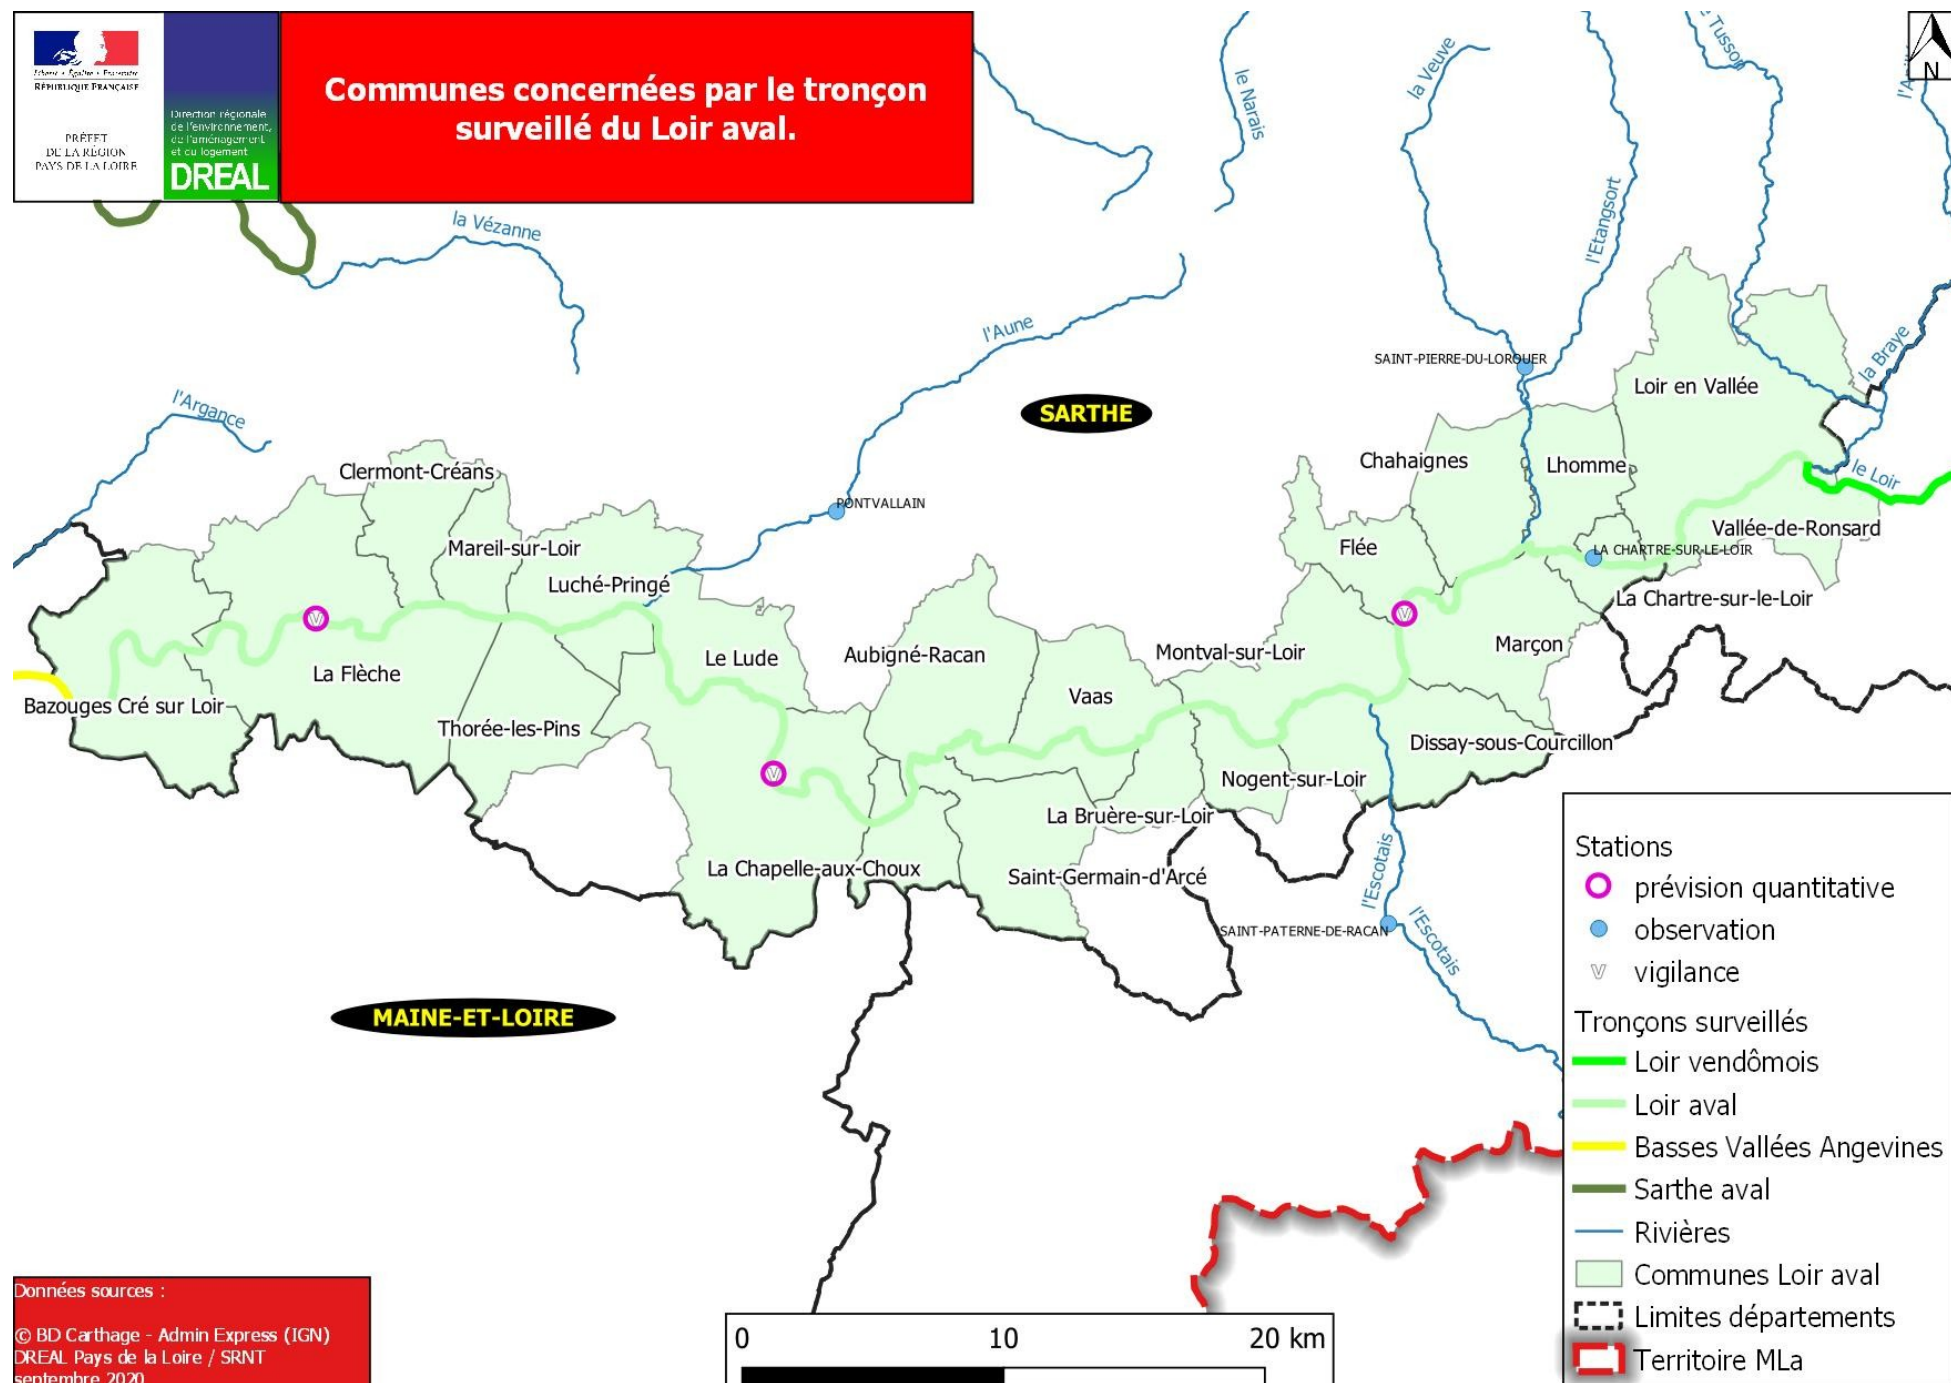 Liberté • Égalité • Fraternité
RÉPUBLIQUE FRANÇAISE
PRÉFET
DE LA RÉGION
PAYS DE LA LOIRE
Direction régionale
de l'environnement,
de l'aménagement
et du logement
DREAL
Communes concernées par le tronçon
surveillé du Loir aval.
N
le Narais
la Veuve
l'Etangsort
la Vézanne
l'Aune
l'Argance
la Braye
le Loir
l'Escotais
l'Escotais
SARTHE
MAINE-ET-LOIRE
SAINT-PIERRE-DU-LOROUER
PONTVALLAIN
LA CHARTRE-SUR-LE-LOIR
SAINT-PATERNE-DE-RACAN
Loir en Vallée
Chahaignes
Lhomme
Clermont-Créans
Vallée-de-Ronsard
Flée
Mareil-sur-Loir
Luché-Pringé
La Chartre-sur-le-Loir
Marçon
Montval-sur-Loir
Aubigné-Racan
Le Lude
La Flèche
Vaas
Bazouges Cré sur Loir
Thorée-les-Pins
Dissay-sous-Courcillon
Nogent-sur-Loir
La Bruère-sur-Loir
La Chapelle-aux-Choux
Saint-Germain-d'Arcé
V
V
V
Stations
prévision quantitative
observation
V vigilance
Tronçons surveillés
Loir vendômois
Loir aval
Basses Vallées Angevines
Sarthe aval
Rivières
Communes Loir aval
Limites départements
Territoire MLa
Données sources :
© BD Carthage - Admin Express (IGN)
DREAL Pays de la Loire / SRNT
septembre 2020
0 10 20 km